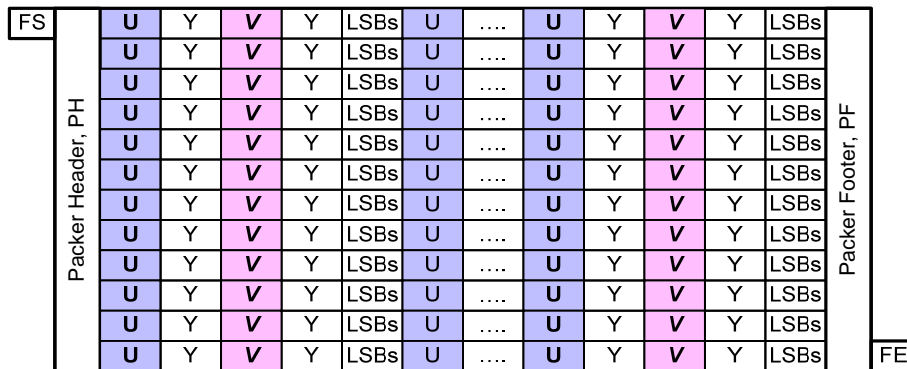 FS U Y V Y LSBs U .... U Y V Y LSBs
U Y V Y LSBs U .... U Y V Y LSBs
U Y V Y LSBs U .... U Y V Y LSBs
U Y V Y LSBs U .... U Y V Y LSBs
U Y V Y LSBs U .... U Y V Y LSBs
U Y V Y LSBs U .... U Y V Y LSBs
U Y V Y LSBs U .... U Y V Y LSBs
U Y V Y LSBs U .... U Y V Y LSBs
U Y V Y LSBs U .... U Y V Y LSBs
U Y V Y LSBs U .... U Y V Y LSBs
U Y V Y LSBs U .... U Y V Y LSBs
U Y V Y LSBs U .... U Y V Y LSBs FE
Packer Header, PH
Packer Footer, PF